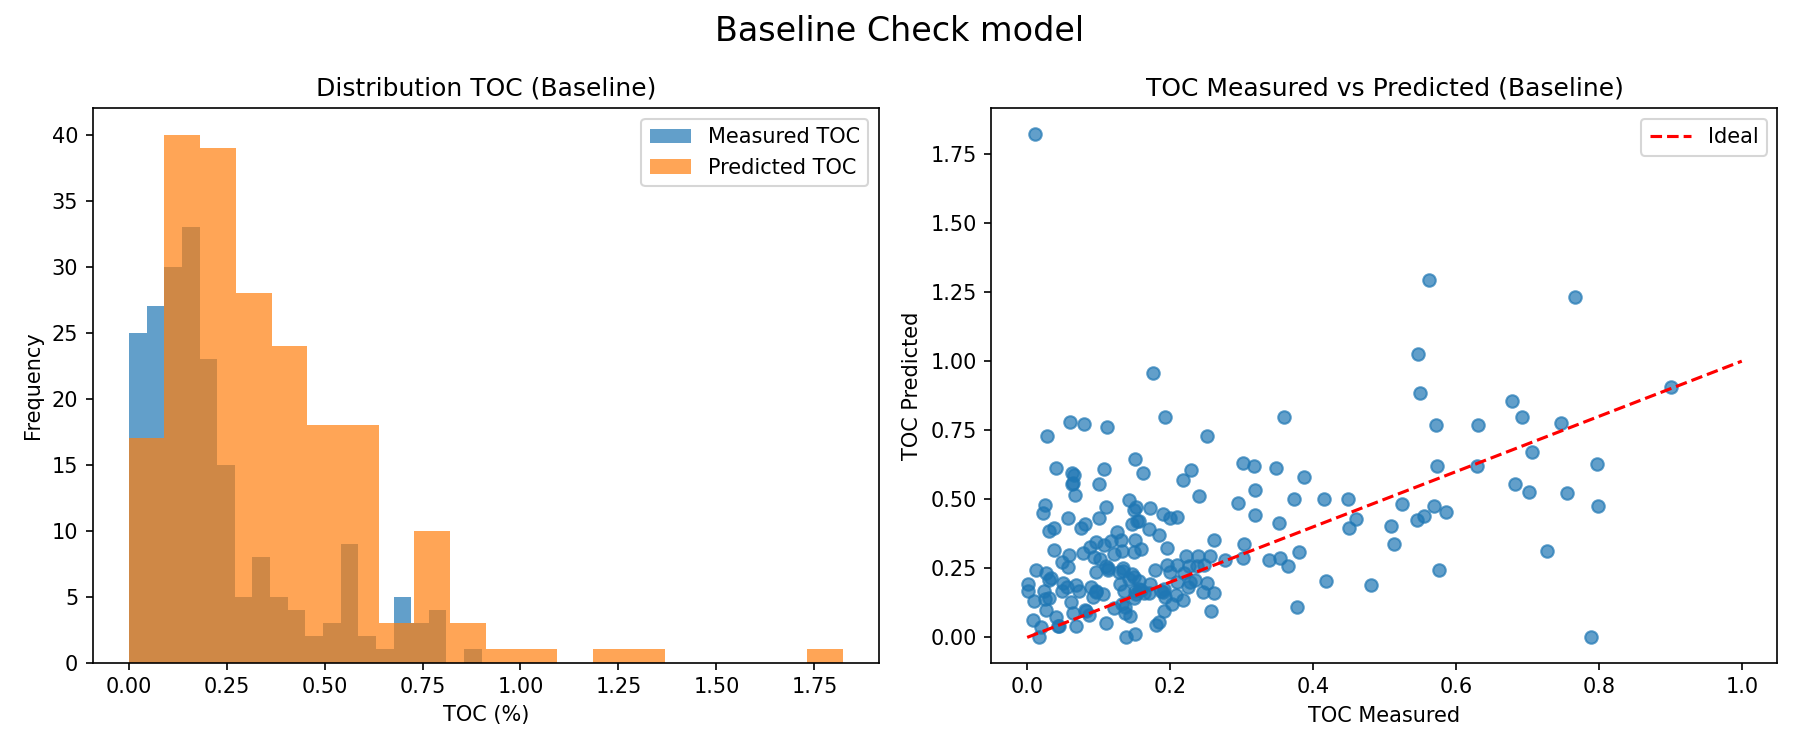 Baseline Check model
Distribution TOC (Baseline)
Measured TOC
Predicted TOC
Frequency
40
35
30
25
20
15
10
5
0
0.00 0.25 0.50 0.75 1.00 1.25 1.50 1.75
TOC (%)
TOC Measured vs Predicted (Baseline)
Ideal
TOC Predicted
1.75
1.50
1.25
1.00
0.75
0.50
0.25
0.00
0.0 0.2 0.4 0.6 0.8 1.0
TOC Measured